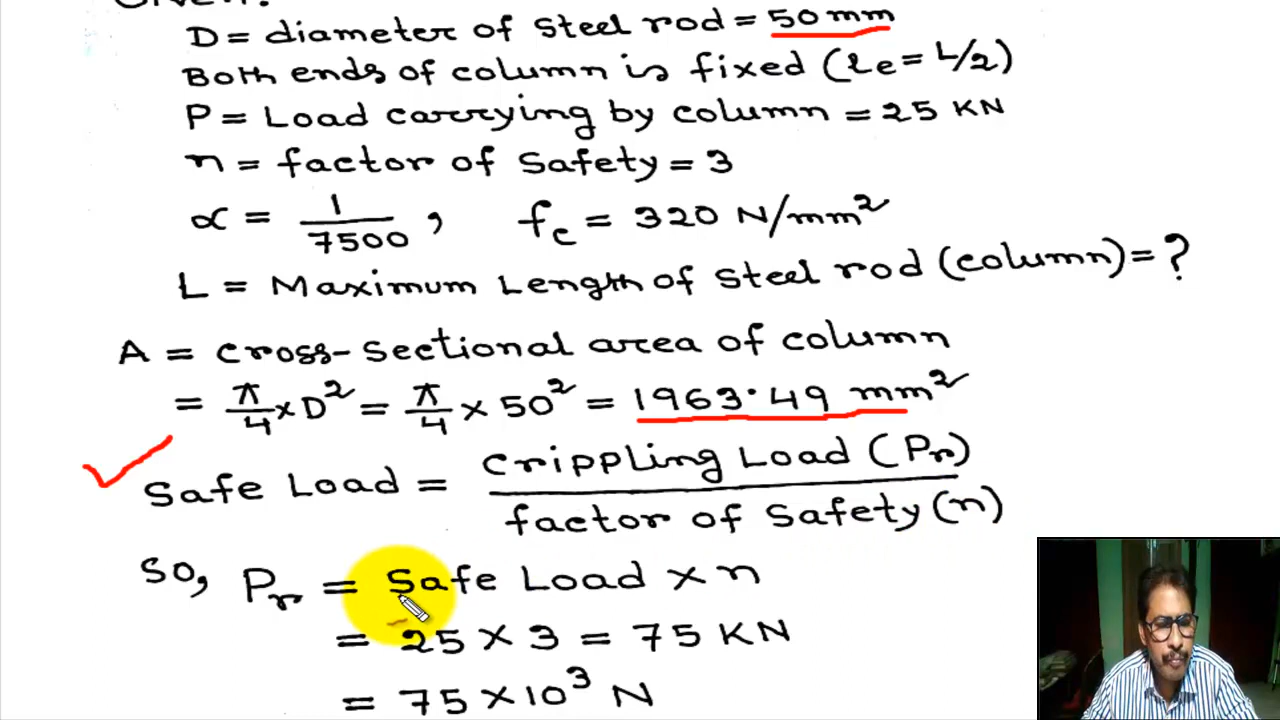 Given:
D = diameter of steel rod = 50 mm
Both ends of column is fixed (le = L/2)
P = Load carrying by column = 25 KN
n = factor of safety = 3
α = 1/7500 , fc = 320 N/mm²
L = Maximum Length of steel rod (column) = ?
A = cross-sectional area of column
= π/4 × D² = π/4 × 50² = 1963.49 mm²
Safe Load = Crippling Load (Pr) / factor of Safety (n)
So, Pr = Safe Load × n
= 25 × 3 = 75 KN
= 75 × 10³ N